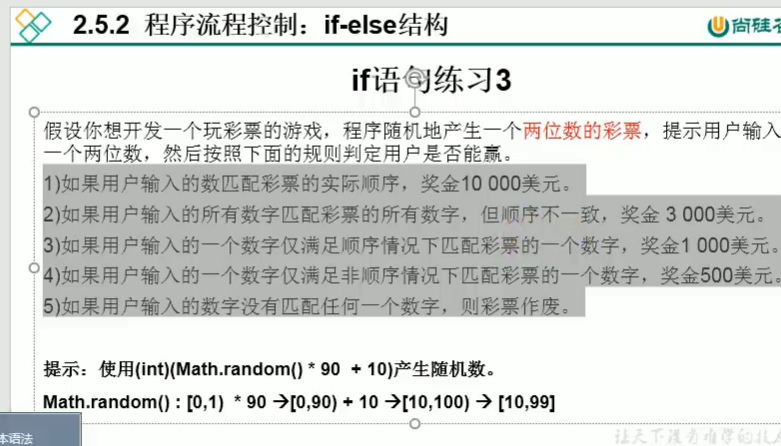 2.5.2 程序流程控制：if-else结构
尚硅谷
if语句练习3
假设你想开发一个玩彩票的游戏，程序随机地产生一个两位数的彩票，提示用户输入
一个两位数，然后按照下面的规则判定用户是否能赢。
1)如果用户输入的数匹配彩票的实际顺序，奖金10 000美元。
2)如果用户输入的所有数字匹配彩票的所有数字，但顺序不一致，奖金 3 000美元。
3)如果用户输入的一个数字仅满足顺序情况下匹配彩票的一个数字，奖金1 000美元。
4)如果用户输入的一个数字仅满足非顺序情况下匹配彩票的一个数字，奖金500美元。
5)如果用户输入的数字没有匹配任何一个数字，则彩票作废。
提示：使用(int)(Math.random() * 90 + 10)产生随机数。
Math.random() : [0,1) * 90 →[0,90) + 10 →[10,100) → [10,99]
本语法
让天下没有难学的技术